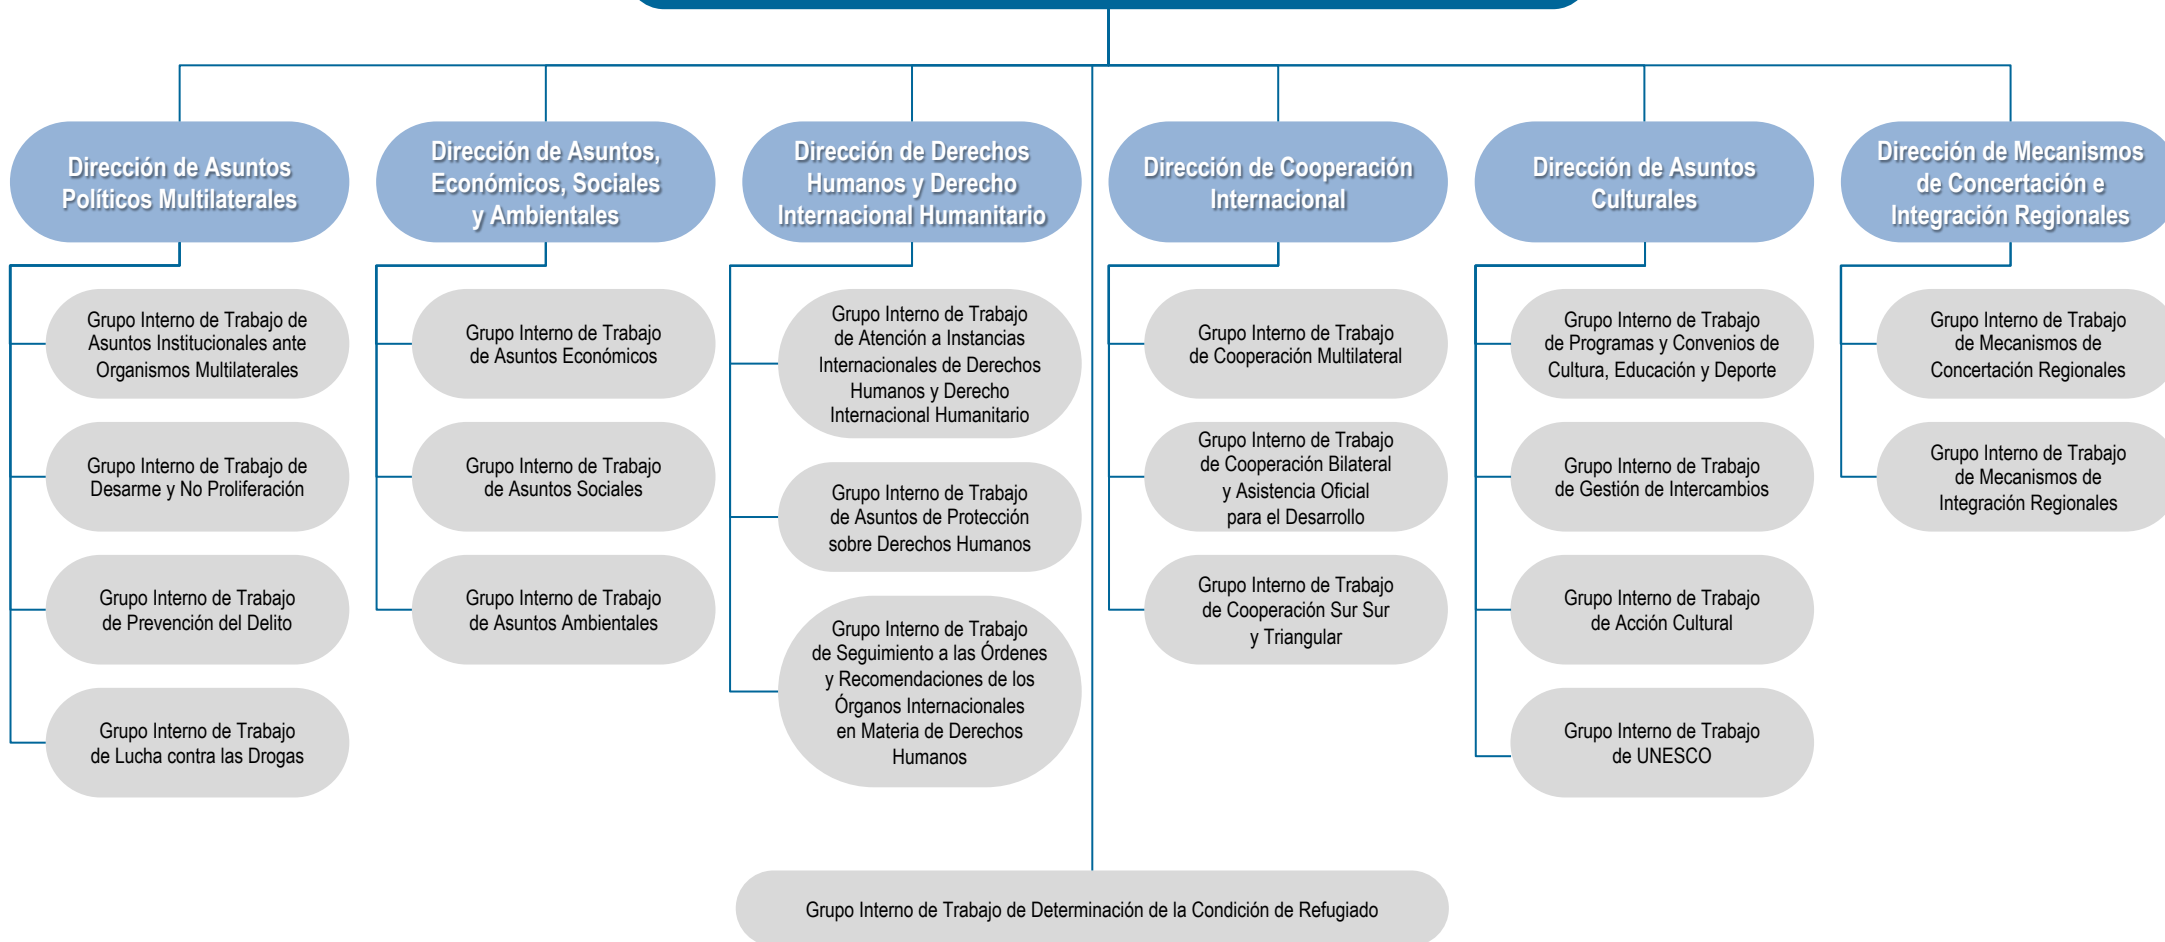 Dirección de Asuntos
Políticos Multilaterales
Dirección de Asuntos,
Económicos, Sociales
y Ambientales
Dirección de Derechos
Humanos y Derecho
Internacional Humanitario
Dirección de Cooperación
Internacional
Dirección de Asuntos
Culturales
Dirección de Mecanismos
de Concertación e
Integración Regionales
Grupo Interno de Trabajo de
Asuntos Institucionales ante
Organismos Multilaterales
Grupo Interno de Trabajo de
Desarme y No Proliferación
Grupo Interno de Trabajo
de Prevención del Delito
Grupo Interno de Trabajo
de Lucha contra las Drogas
Grupo Interno de Trabajo
de Asuntos Económicos
Grupo Interno de Trabajo
de Asuntos Sociales
Grupo Interno de Trabajo
de Asuntos Ambientales
Grupo Interno de Trabajo
de Atención a Instancias
Internacionales de Derechos
Humanos y Derecho
Internacional Humanitario
Grupo Interno de Trabajo
de Asuntos de Protección
sobre Derechos Humanos
Grupo Interno de Trabajo
de Seguimiento a las Órdenes
y Recomendaciones de los
Órganos Internacionales
en Materia de Derechos
Humanos
Grupo Interno de Trabajo
de Cooperación Multilateral
Grupo Interno de Trabajo
de Cooperación Bilateral
y Asistencia Oficial
para el Desarrollo
Grupo Interno de Trabajo
de Cooperación Sur Sur
y Triangular
Grupo Interno de Trabajo
de Programas y Convenios de
Cultura, Educación y Deporte
Grupo Interno de Trabajo
de Gestión de Intercambios
Grupo Interno de Trabajo
de Acción Cultural
Grupo Interno de Trabajo
de UNESCO
Grupo Interno de Trabajo
de Mecanismos de
Concertación Regionales
Grupo Interno de Trabajo
de Mecanismos de
Integración Regionales
Grupo Interno de Trabajo de Determinación de la Condición de Refugiado